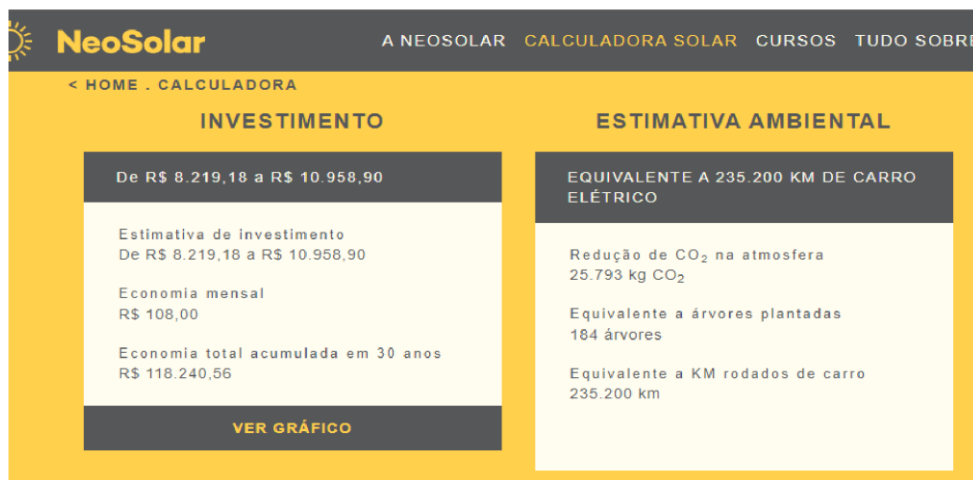 NeoSolar
A NEOSOLAR CALCULADORA SOLAR CURSOS TUDO SOBRE
< HOME . CALCULADORA
INVESTIMENTO
De R$ 8.219,18 a R$ 10.958,90
Estimativa de investimento
De R$ 8.219,18 a R$ 10.958,90
Economia mensal
R$ 108,00
Economia total acumulada em 30 anos
R$ 118.240,56
VER GRÁFICO
ESTIMATIVA AMBIENTAL
EQUIVALENTE A 235.200 KM DE CARRO
ELÉTRICO
Redução de CO₂ na atmosfera
25.793 kg CO₂
Equivalente a árvores plantadas
184 árvores
Equivalente a KM rodados de carro
235.200 km